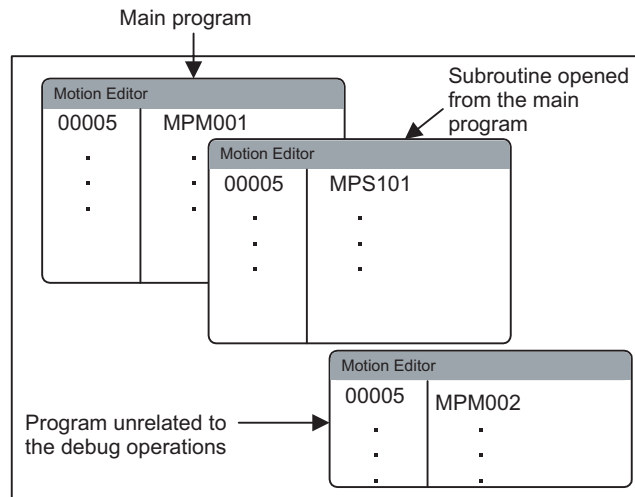 Main program
Subroutine opened
from the main
program
Motion Editor
00005 MPM001
Motion Editor
00005 MPS101
Motion Editor
00005 MPM002
Program unrelated to
the debug operations